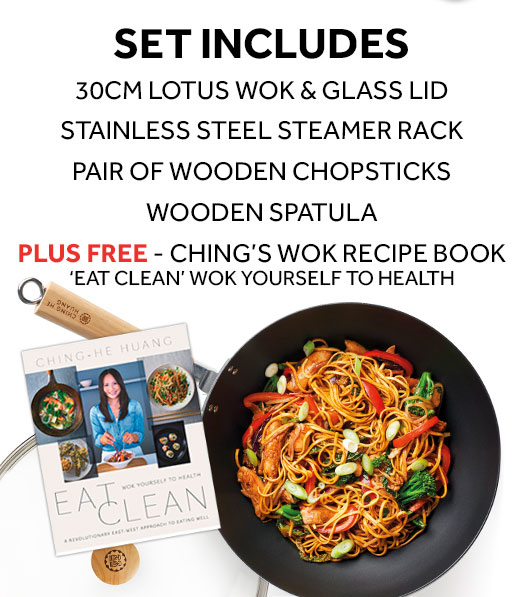 SET INCLUDES
30CM LOTUS WOK & GLASS LID
STAINLESS STEEL STEAMER RACK
PAIR OF WOODEN CHOPSTICKS
WOODEN SPATULA
PLUS FREE - CHING'S WOK RECIPE BOOK
'EAT CLEAN' WOK YOURSELF TO HEALTH
CHING HE
HUANG
CHING-HE HUANG
WOK YOURSELF TO HEALTH
EAT
CLEAN
A REVOLUTIONARY EAST-WEST APPROACH TO EATING WELL